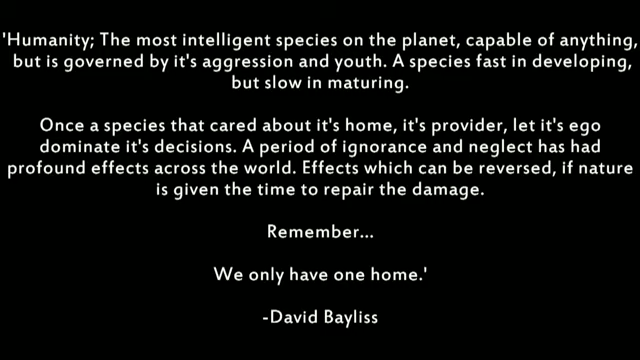 'Humanity; The most intelligent species on the planet, capable of anything,
but is governed by it's aggression and youth. A species fast in developing,
but slow in maturing.
Once a species that cared about it's home, it's provider, let it's ego
dominate it's decisions. A period of ignorance and neglect has had
profound effects across the world. Effects which can be reversed, if nature
is given the time to repair the damage.
Remember...
We only have one home.'
-David Bayliss